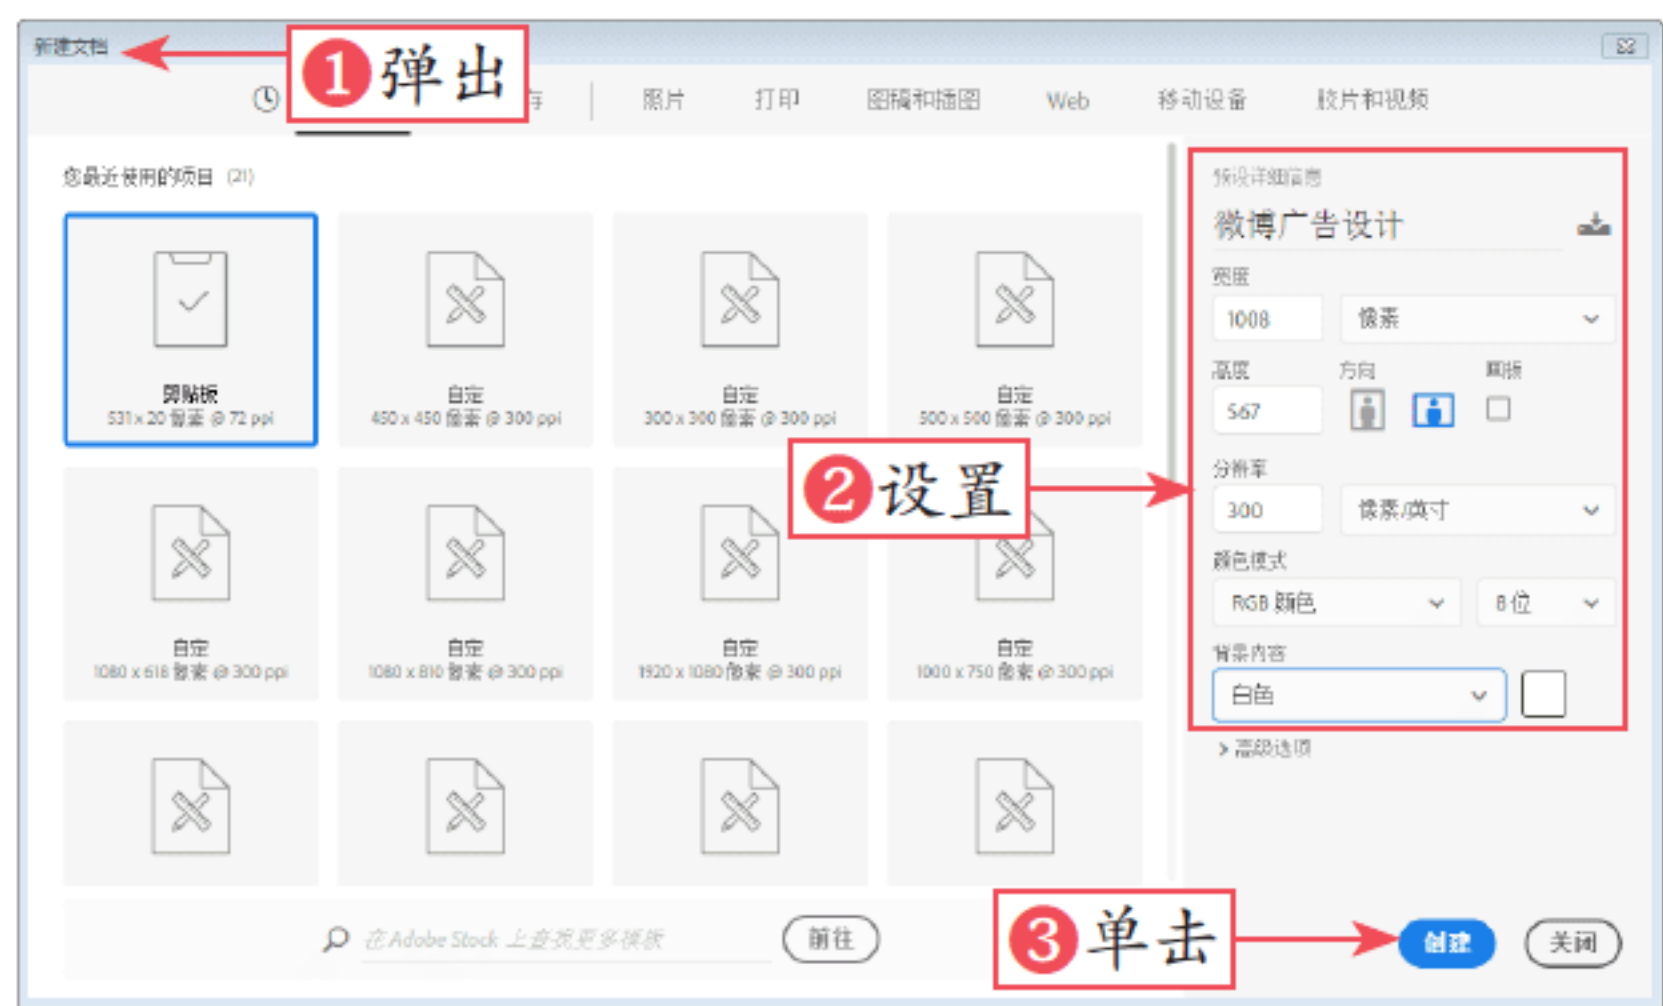 新建文档
❶弹出
存 照片 打印 图稿和插图 Web 移动设备 胶片和视频
您最近使用的项目 (21)
剪贴板
531 x 20 像素 @ 72 ppi
自定
450 x 450 像素 @ 300 ppi
自定
300 x 300 像素 @ 300 ppi
自定
500 x 500 像素 @ 300 ppi
自定
1080 x 618 像素 @ 300 ppi
自定
1080 x 810 像素 @ 300 ppi
自定
1920 x 1080 像素 @ 300 ppi
自定
1000 x 750 像素 @ 300 ppi
在 Adobe Stock 上查找更多模板
前往
❷设置
预设详细信息
微博广告设计
宽度
1008 像素
高度 方向 画板
567
分辨率
300 像素/英寸
颜色模式
RGB 颜色 8 位
背景内容
白色
高级选项
❸单击
创建 关闭